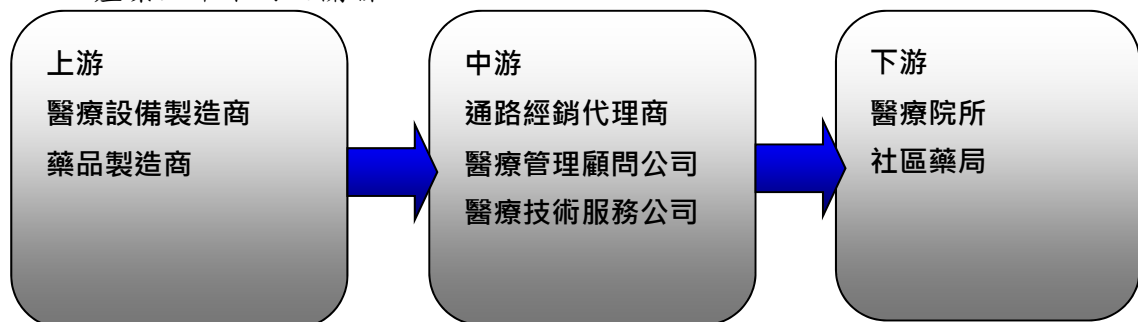 上游
醫療設備製造商
藥品製造商
中游
通路經銷代理商
醫療管理顧問公司
醫療技術服務公司
下游
醫療院所
社區藥局